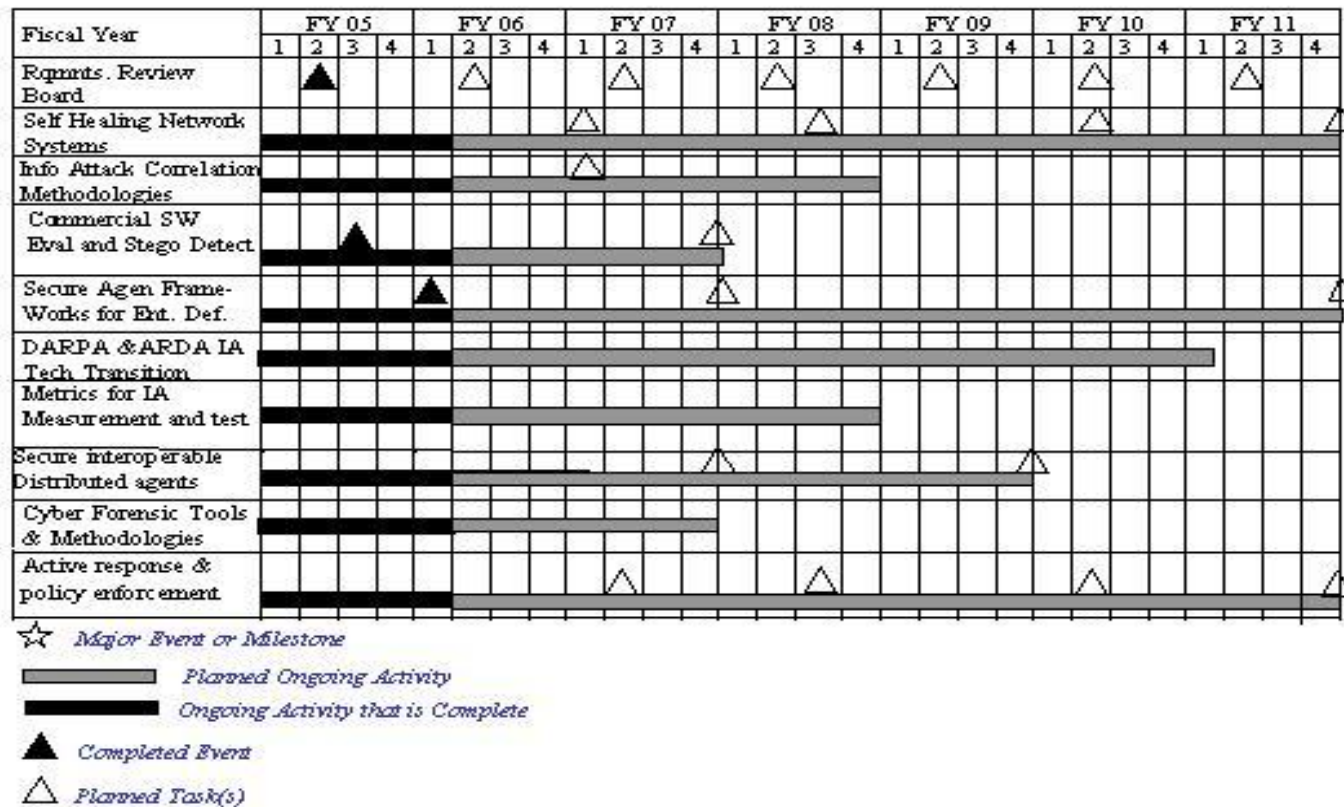 Fiscal Year FY 05 FY 06 FY 07 FY 08 FY 09 FY 10 FY 11
1 2 3 4 1 2 3 4 1 2 3 4 1 2 3 4 1 2 3 4 1 2 3 4 1 2 3 4
Rqmnts. Review
Board
Self Healing Network
Systems
Info Attack Correlation
Methodologies
Commercial SW
Eval and Stego Detect
Secure Agen Frame-
Works for Ent. Def.
DARPA &ARDA IA
Tech Transition
Metrics for IA
Measurement and test
Secure interoperable
Distributed agents
Cyber Forensic Tools
& Methodologies
Active response &
policy enforcement
Major Event or Milestone
Planned Ongoing Activity
Ongoing Activity that is Complete
Completed Event
Planned Task(s)